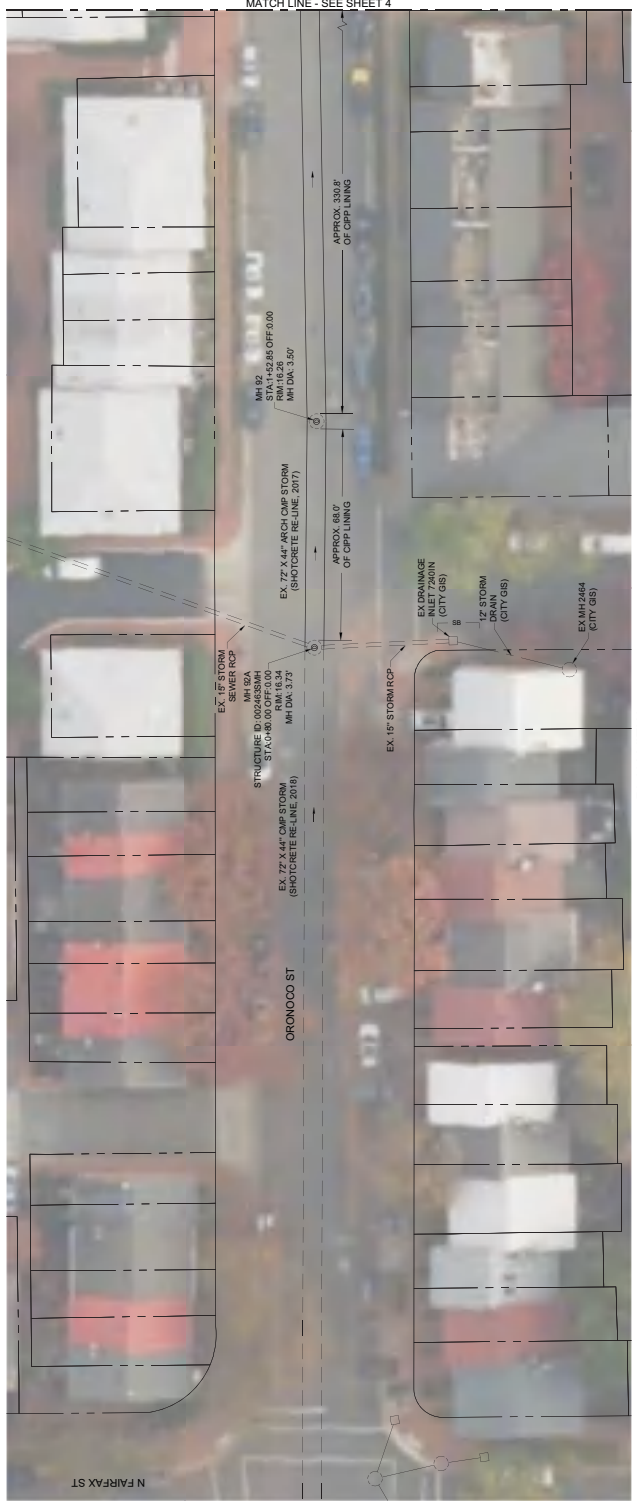 MATCH LINE - SEE SHEET 4
APPROX. 330.8'
OF CIPP LINING
MH 92
STA:1+52.85 OFF:0.00
RIM:16.26
MH DIA: 3.50'
EX. 72" X 44" ARCH CMP STORM
(SHOTCRETE RE-LINE, 2017)
APPROX. 68.0'
OF CIPP LINING
EX. 15" STORM
SEWER RCP
MH 92A
STRUCTURE ID: 002463SMH
STA:0+80.00 OFF:0.00
RIM:16.34
MH DIA: 3.73'
EX. 15" STORM RCP
EX DRAINAGE
INLET 7240IN
(CITY GIS)
SB
12" STORM
DRAIN
(CITY GIS)
EX MH 2464
(CITY GIS)
EX. 72" X 44" CMP STORM
(SHOTCRETE RE-LINE, 2018)
ORONOCO ST
N FAIRFAX ST